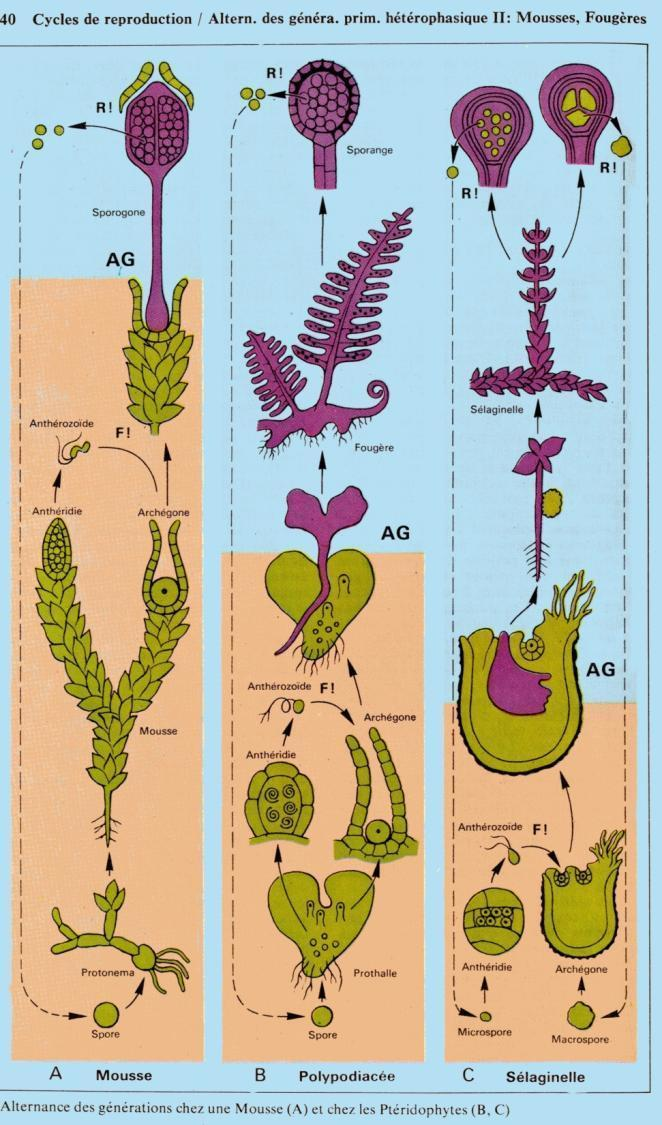 40 Cycles de reproduction / Altern. des généra. prim. hétérophasique II: Mousses, Fougères
R!
Sporogone
AG
Anthérozoïde
F!
Anthéridie
Archégone
Mousse
Protonema
Spore
A Mousse
R!
Sporange
Fougère
AG
Anthérozoïde F!
Archégone
Anthéridie
Prothalle
Spore
B Polypodiacée
R!
R!
Sélaginelle
AG
Anthérozoïde F!
Anthéridie
Archégone
Microspore
Macrospore
C Sélaginelle
Alternance des générations chez une Mousse (A) et chez les Ptéridophytes (B, C)